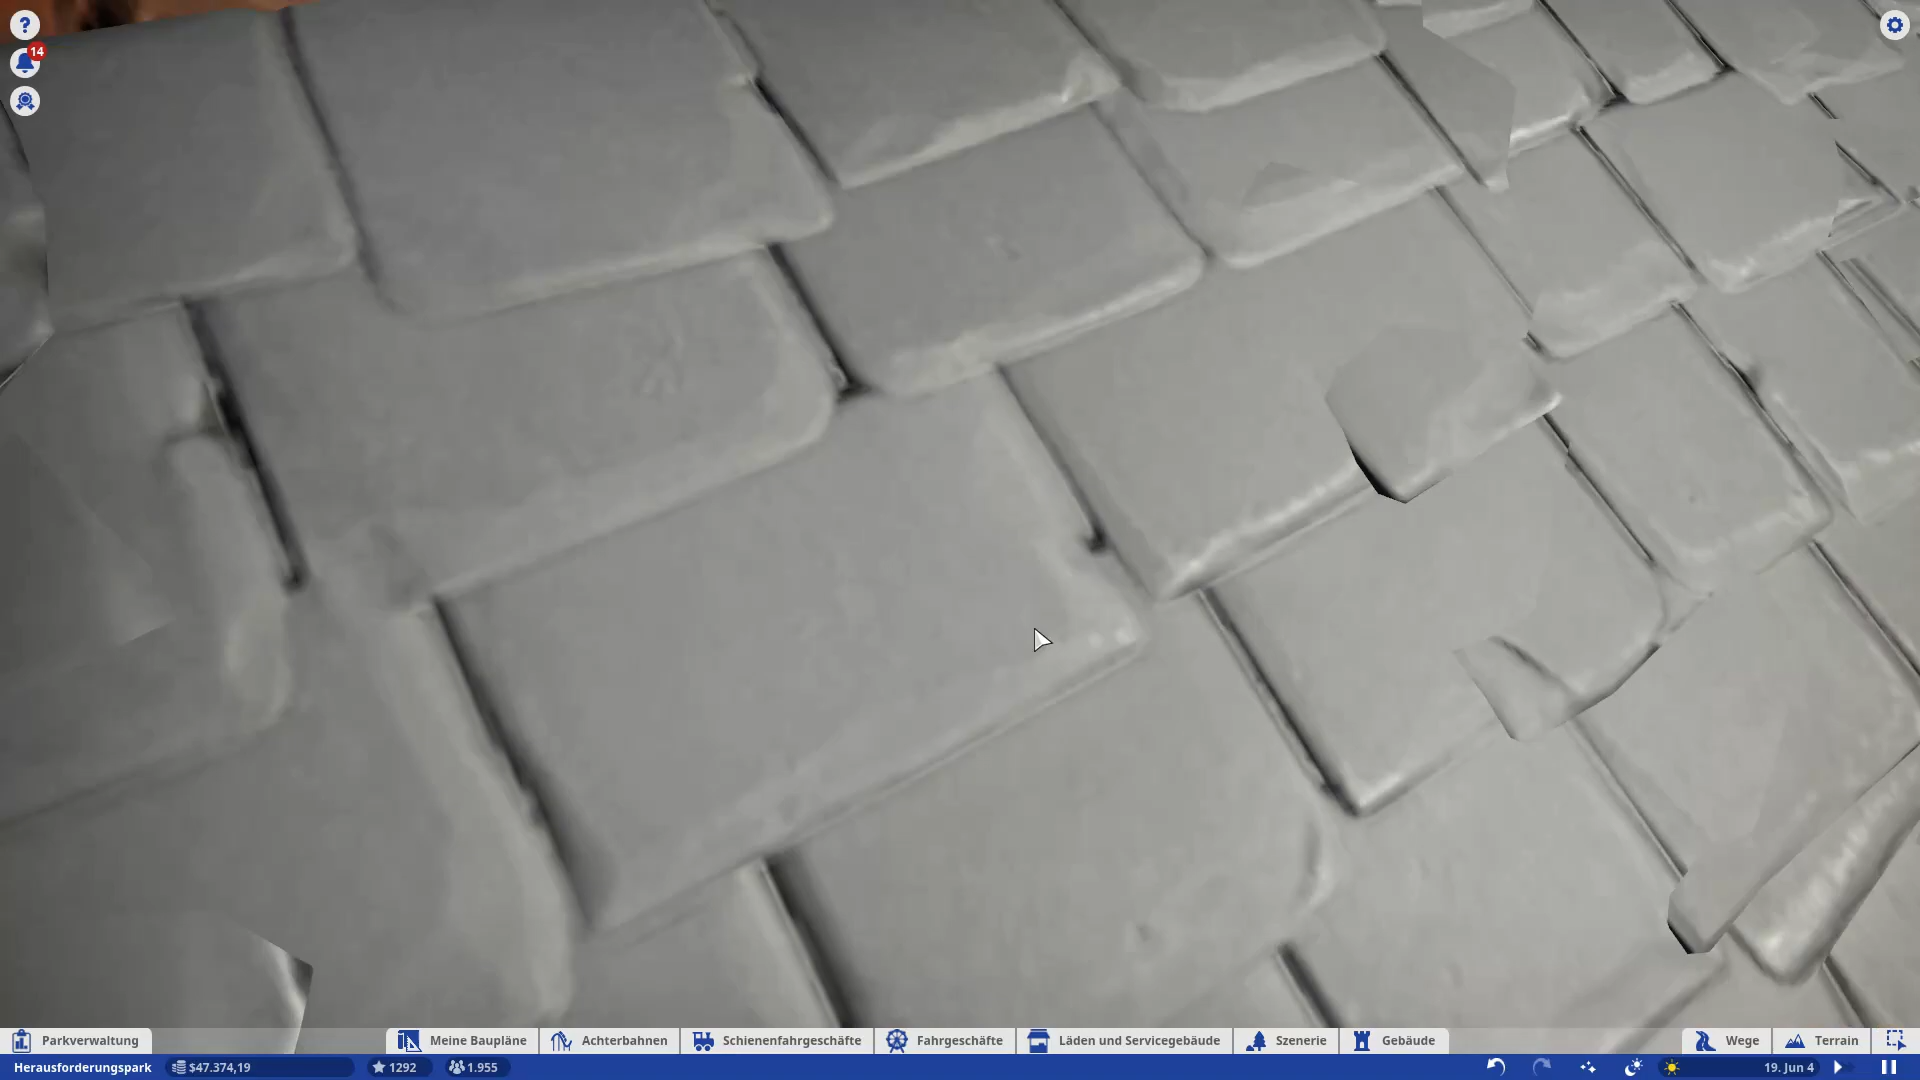 ?
14
Parkverwaltung
Meine Baupläne
Achterbahnen
Schienenfahrgeschäfte
Fahrgeschäfte
Läden und Servicegebäude
Szenerie
Gebäude
Wege
Terrain
Herausforderungspark
$47.374,19
1292
1.955
19. Jun 4